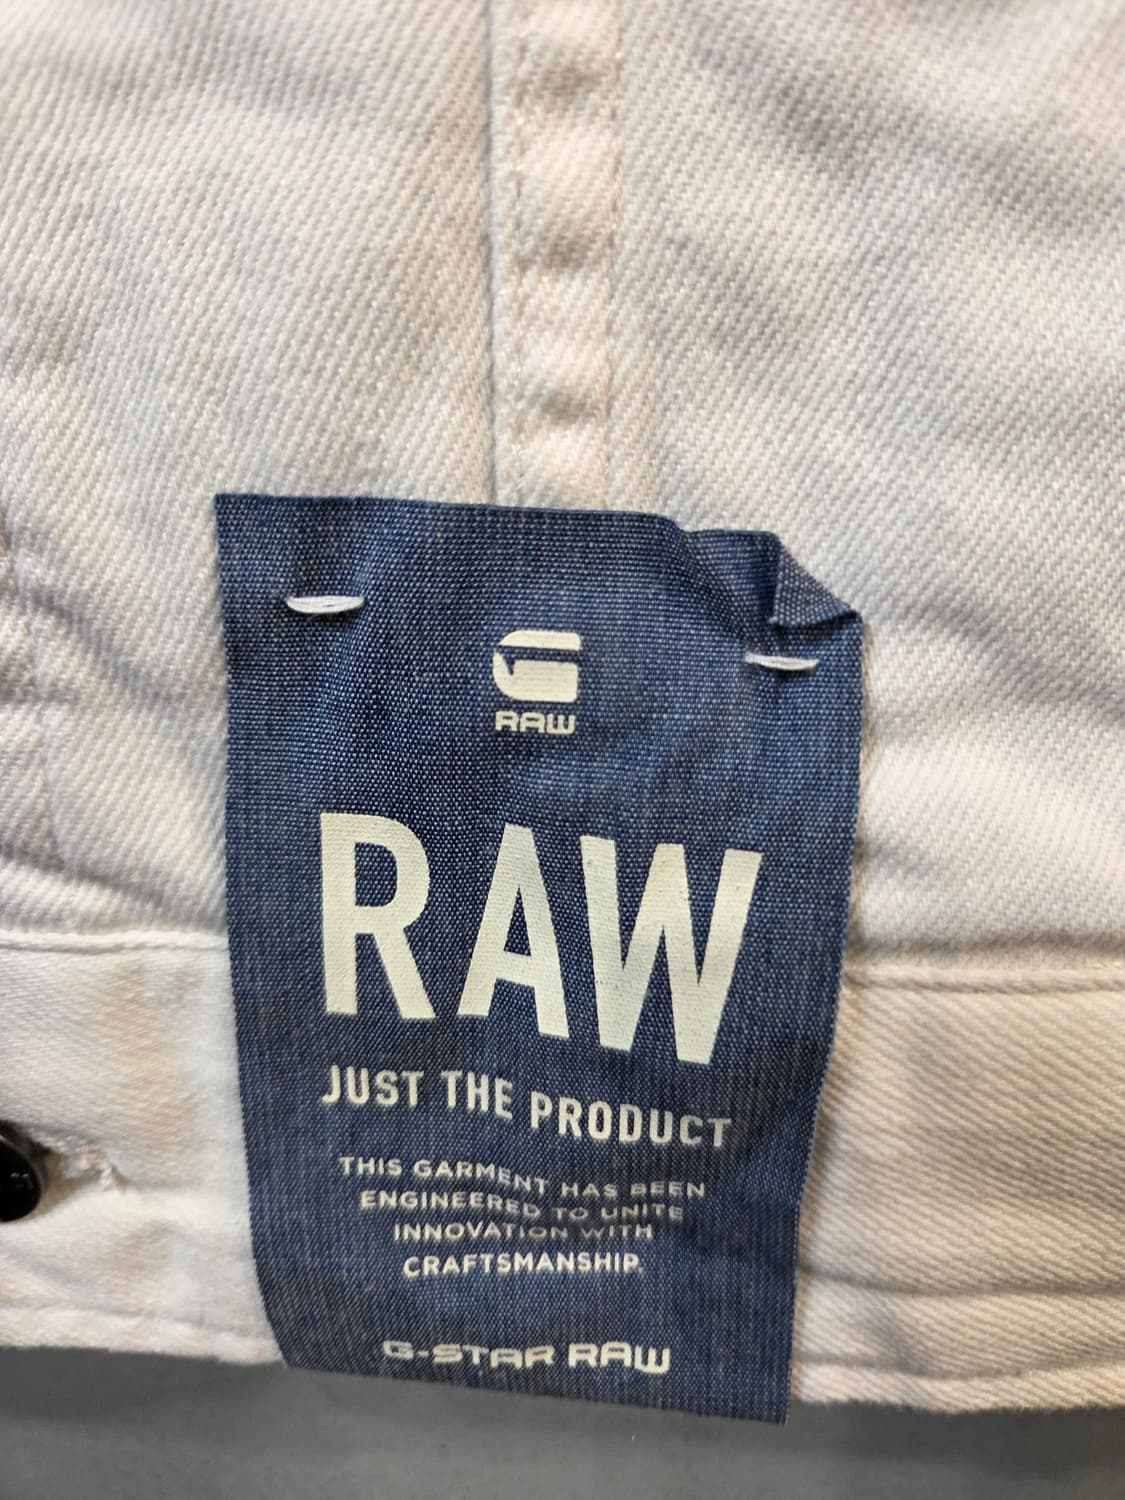 RAW
RAW
JUST THE PRODUCT
THIS GARMENT HAS BEEN
ENGINEERED TO UNITE
INNOVATION WITH
CRAFTSMANSHIP.
G-STAR RAW